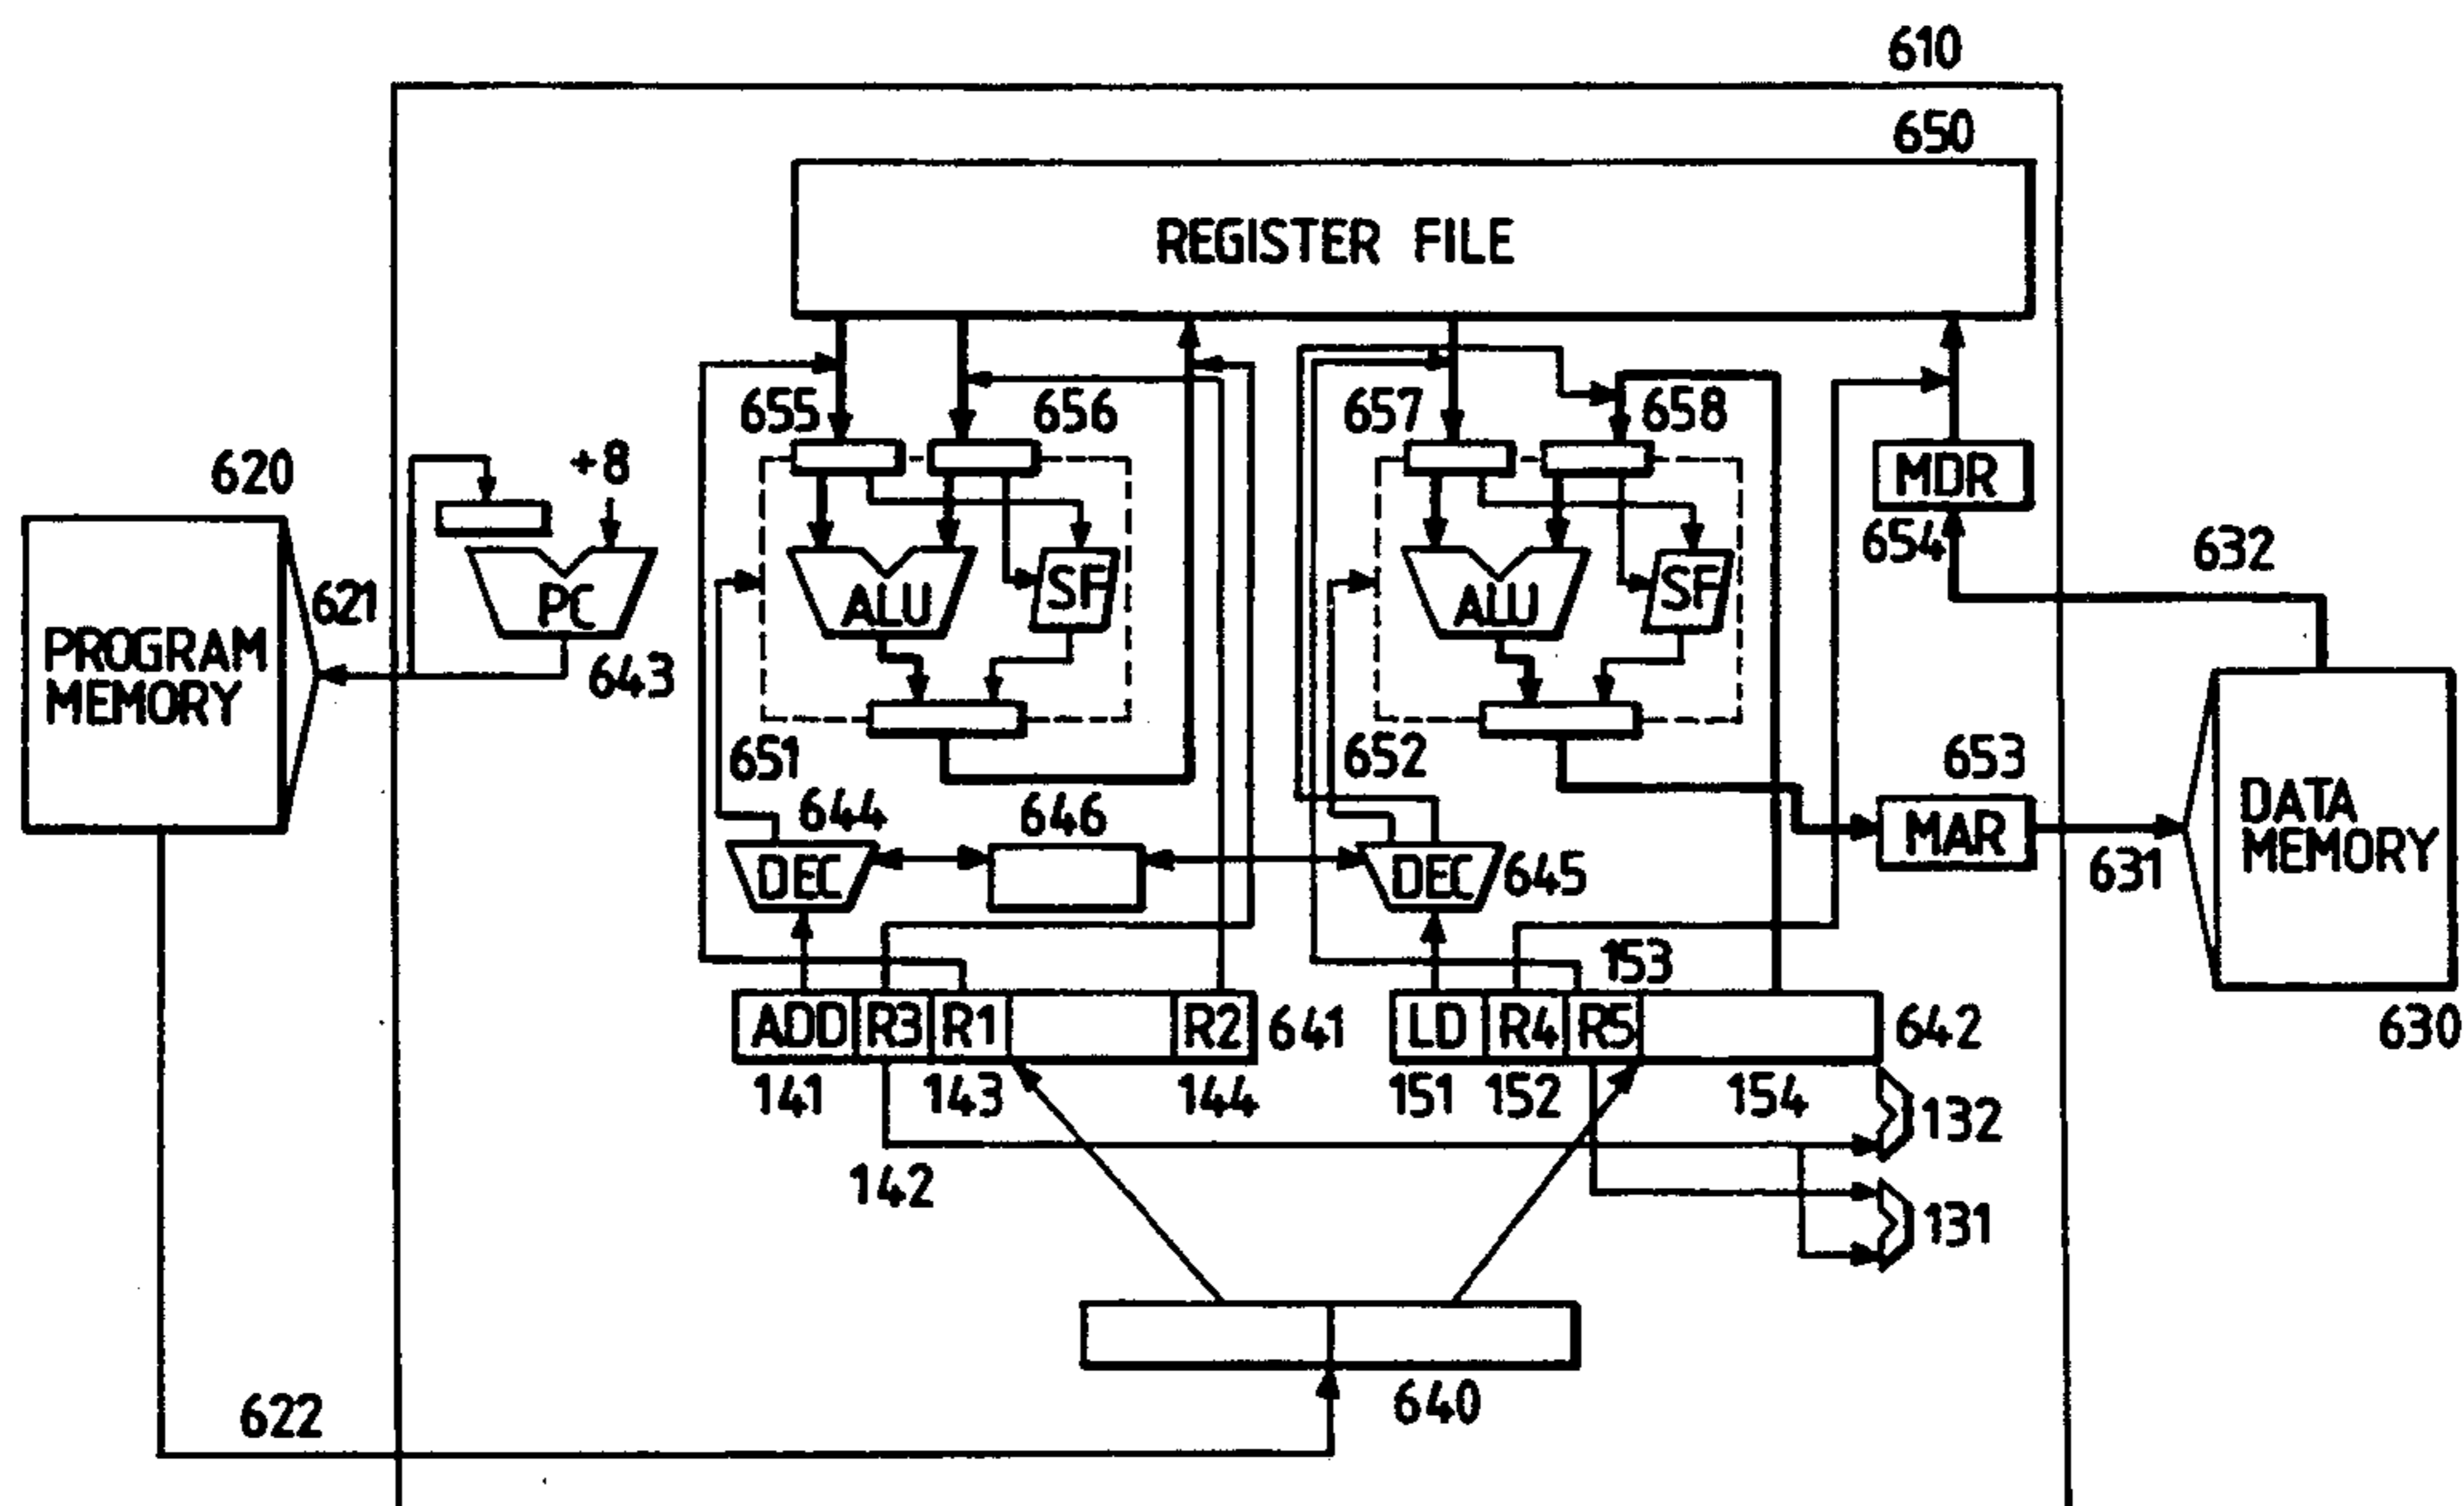 610
650
REGISTER FILE
655
656
657
658
620
+8
MDR
654
632
621
PC
ALU
SF
ALU
SF
PROGRAM
MEMORY
643
651
652
653
644
646
MAR
DATA
MEMORY
DEC
DEC
645
631
153
ADD
R3
R1
R2
641
LD
R4
R5
642
630
141
143
144
151
152
154
132
142
131
622
640